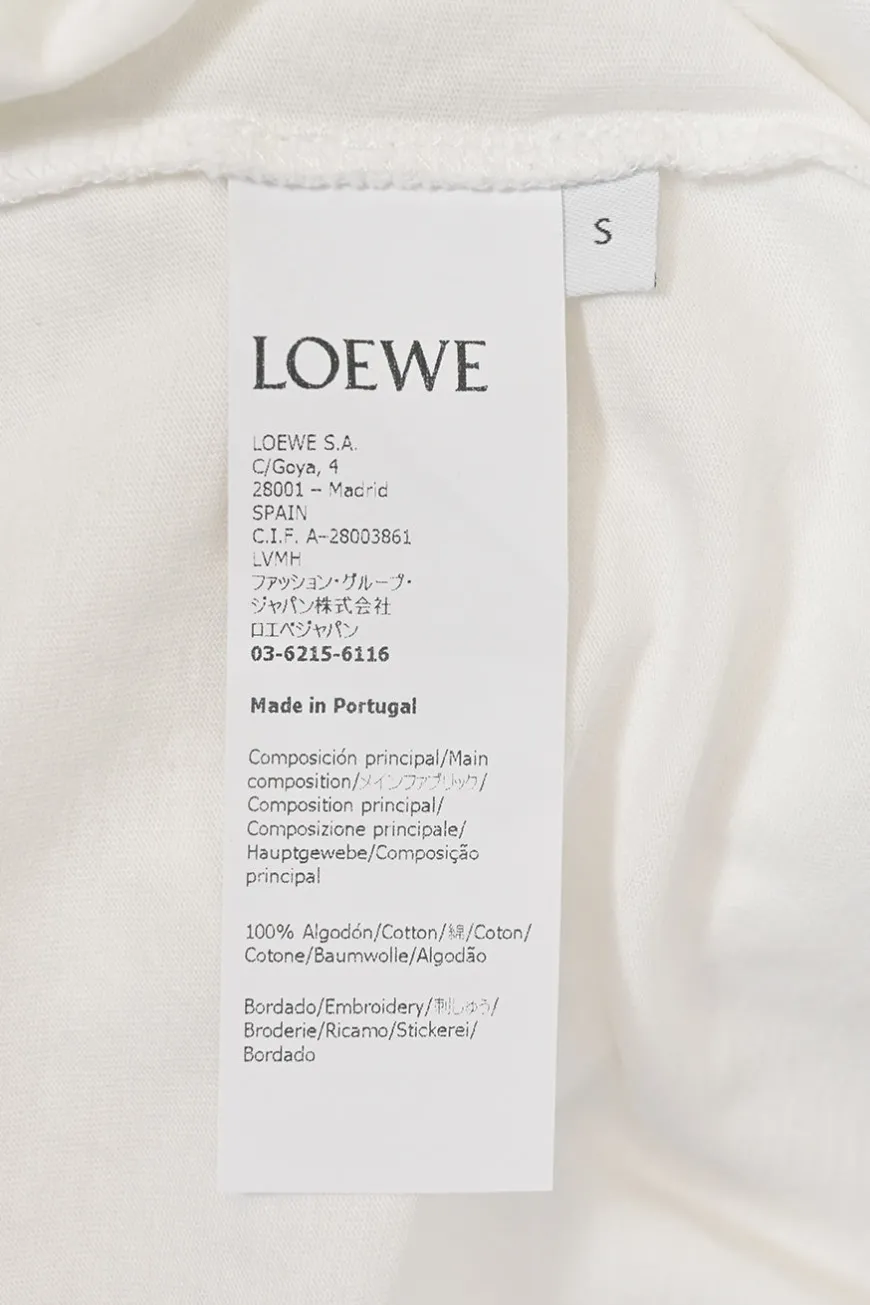 S
LOEWE
LOEWE S.A.
C/Goya, 4
28001 – Madrid
SPAIN
C.I.F. A-28003861
LVMH
ファッション・グループ・
ジャパン株式会社
ロエベジャパン
03-6215-6116
Made in Portugal
Composición principal/Main
composition/メインファブリック/
Composition principal/
Composizione principale/
Hauptgewebe/Composição
principal
100% Algodón/Cotton/綿/Coton/
Cotone/Baumwolle/Algodão
Bordado/Embroidery/刺しゅう/
Broderie/Ricamo/Stickerei/
Bordado